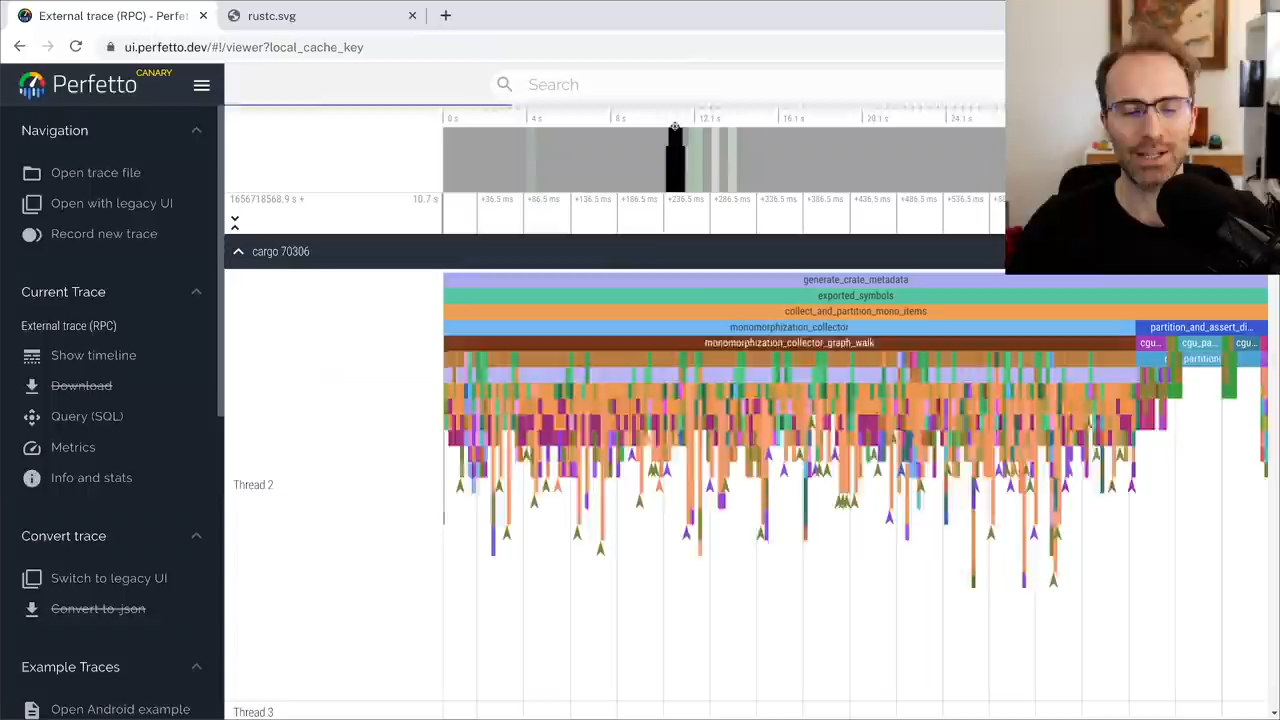 External trace (RPC) - Perfet
rustc.svg
ui.perfetto.dev/#!/viewer?local_cache_key
Perfetto
CANARY
Search
Navigation
Open trace file
Open with legacy UI
Record new trace
Current Trace
External trace (RPC)
Show timeline
Download
Query (SQL)
Metrics
Info and stats
Convert trace
Switch to legacy UI
Convert to .json
Example Traces
Open Android example
0 s
4 s
8 s
12.1 s
16.1 s
20.1 s
24.1 s
1656718568.9 s +
10.7 s
+36.5 ms
+86.5 ms
+136.5 ms
+186.5 ms
+236.5 ms
+286.5 ms
+336.5 ms
+386.5 ms
+436.5 ms
+486.5 ms
+536.5 ms
cargo 70306
generate_crate_metadata
exported_symbols
collect_and_partition_mono_items
monomorphization_collector
partition_and_assert_di...
monomorphization_collector_graph_walk
cgu...
cgu_pa...
cgu...
partition
Thread 2
Thread 3